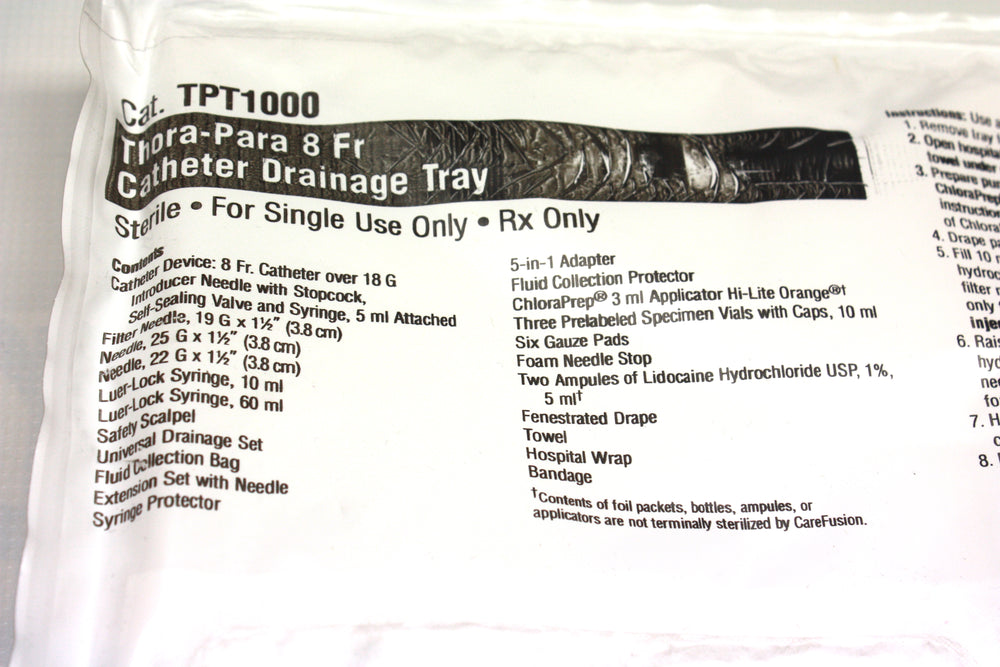 Cat. TPT1000
Thora-Para 8 Fr
Catheter Drainage Tray
Sterile • For Single Use Only • Rx Only
Contents
Catheter Device: 8 Fr. Catheter over 18 G
Introducer Needle with Stopcock,
Self-Sealing Valve and Syringe, 5 ml Attached
Filter Needle, 19 G x 1½" (3.8 cm)
Needle, 25 G x 1½" (3.8 cm)
Needle, 22 G x 1½" (3.8 cm)
Luer-Lock Syringe, 10 ml
Luer-Lock Syringe, 60 ml
Safety Scalpel
Universal Drainage Set
Fluid Collection Bag
Extension Set with Needle
Syringe Protector
5-in-1 Adapter
Fluid Collection Protector
ChloraPrep® 3 ml Applicator Hi-Lite Orange®†
Three Prelabeled Specimen Vials with Caps, 10 ml
Six Gauze Pads
Foam Needle Stop
Two Ampules of Lidocaine Hydrochloride USP, 1%,
5 ml†
Fenestrated Drape
Towel
Hospital Wrap
Bandage
†Contents of foil packets, bottles, ampules, or
applicators are not terminally sterilized by CareFusion.
Instructions: Use
1. Remove tray
2. Open
towel under
3. Prepare
ChloraPrep
of
4. Drape
5. Fill 10
filter
only
6.
7.
8.